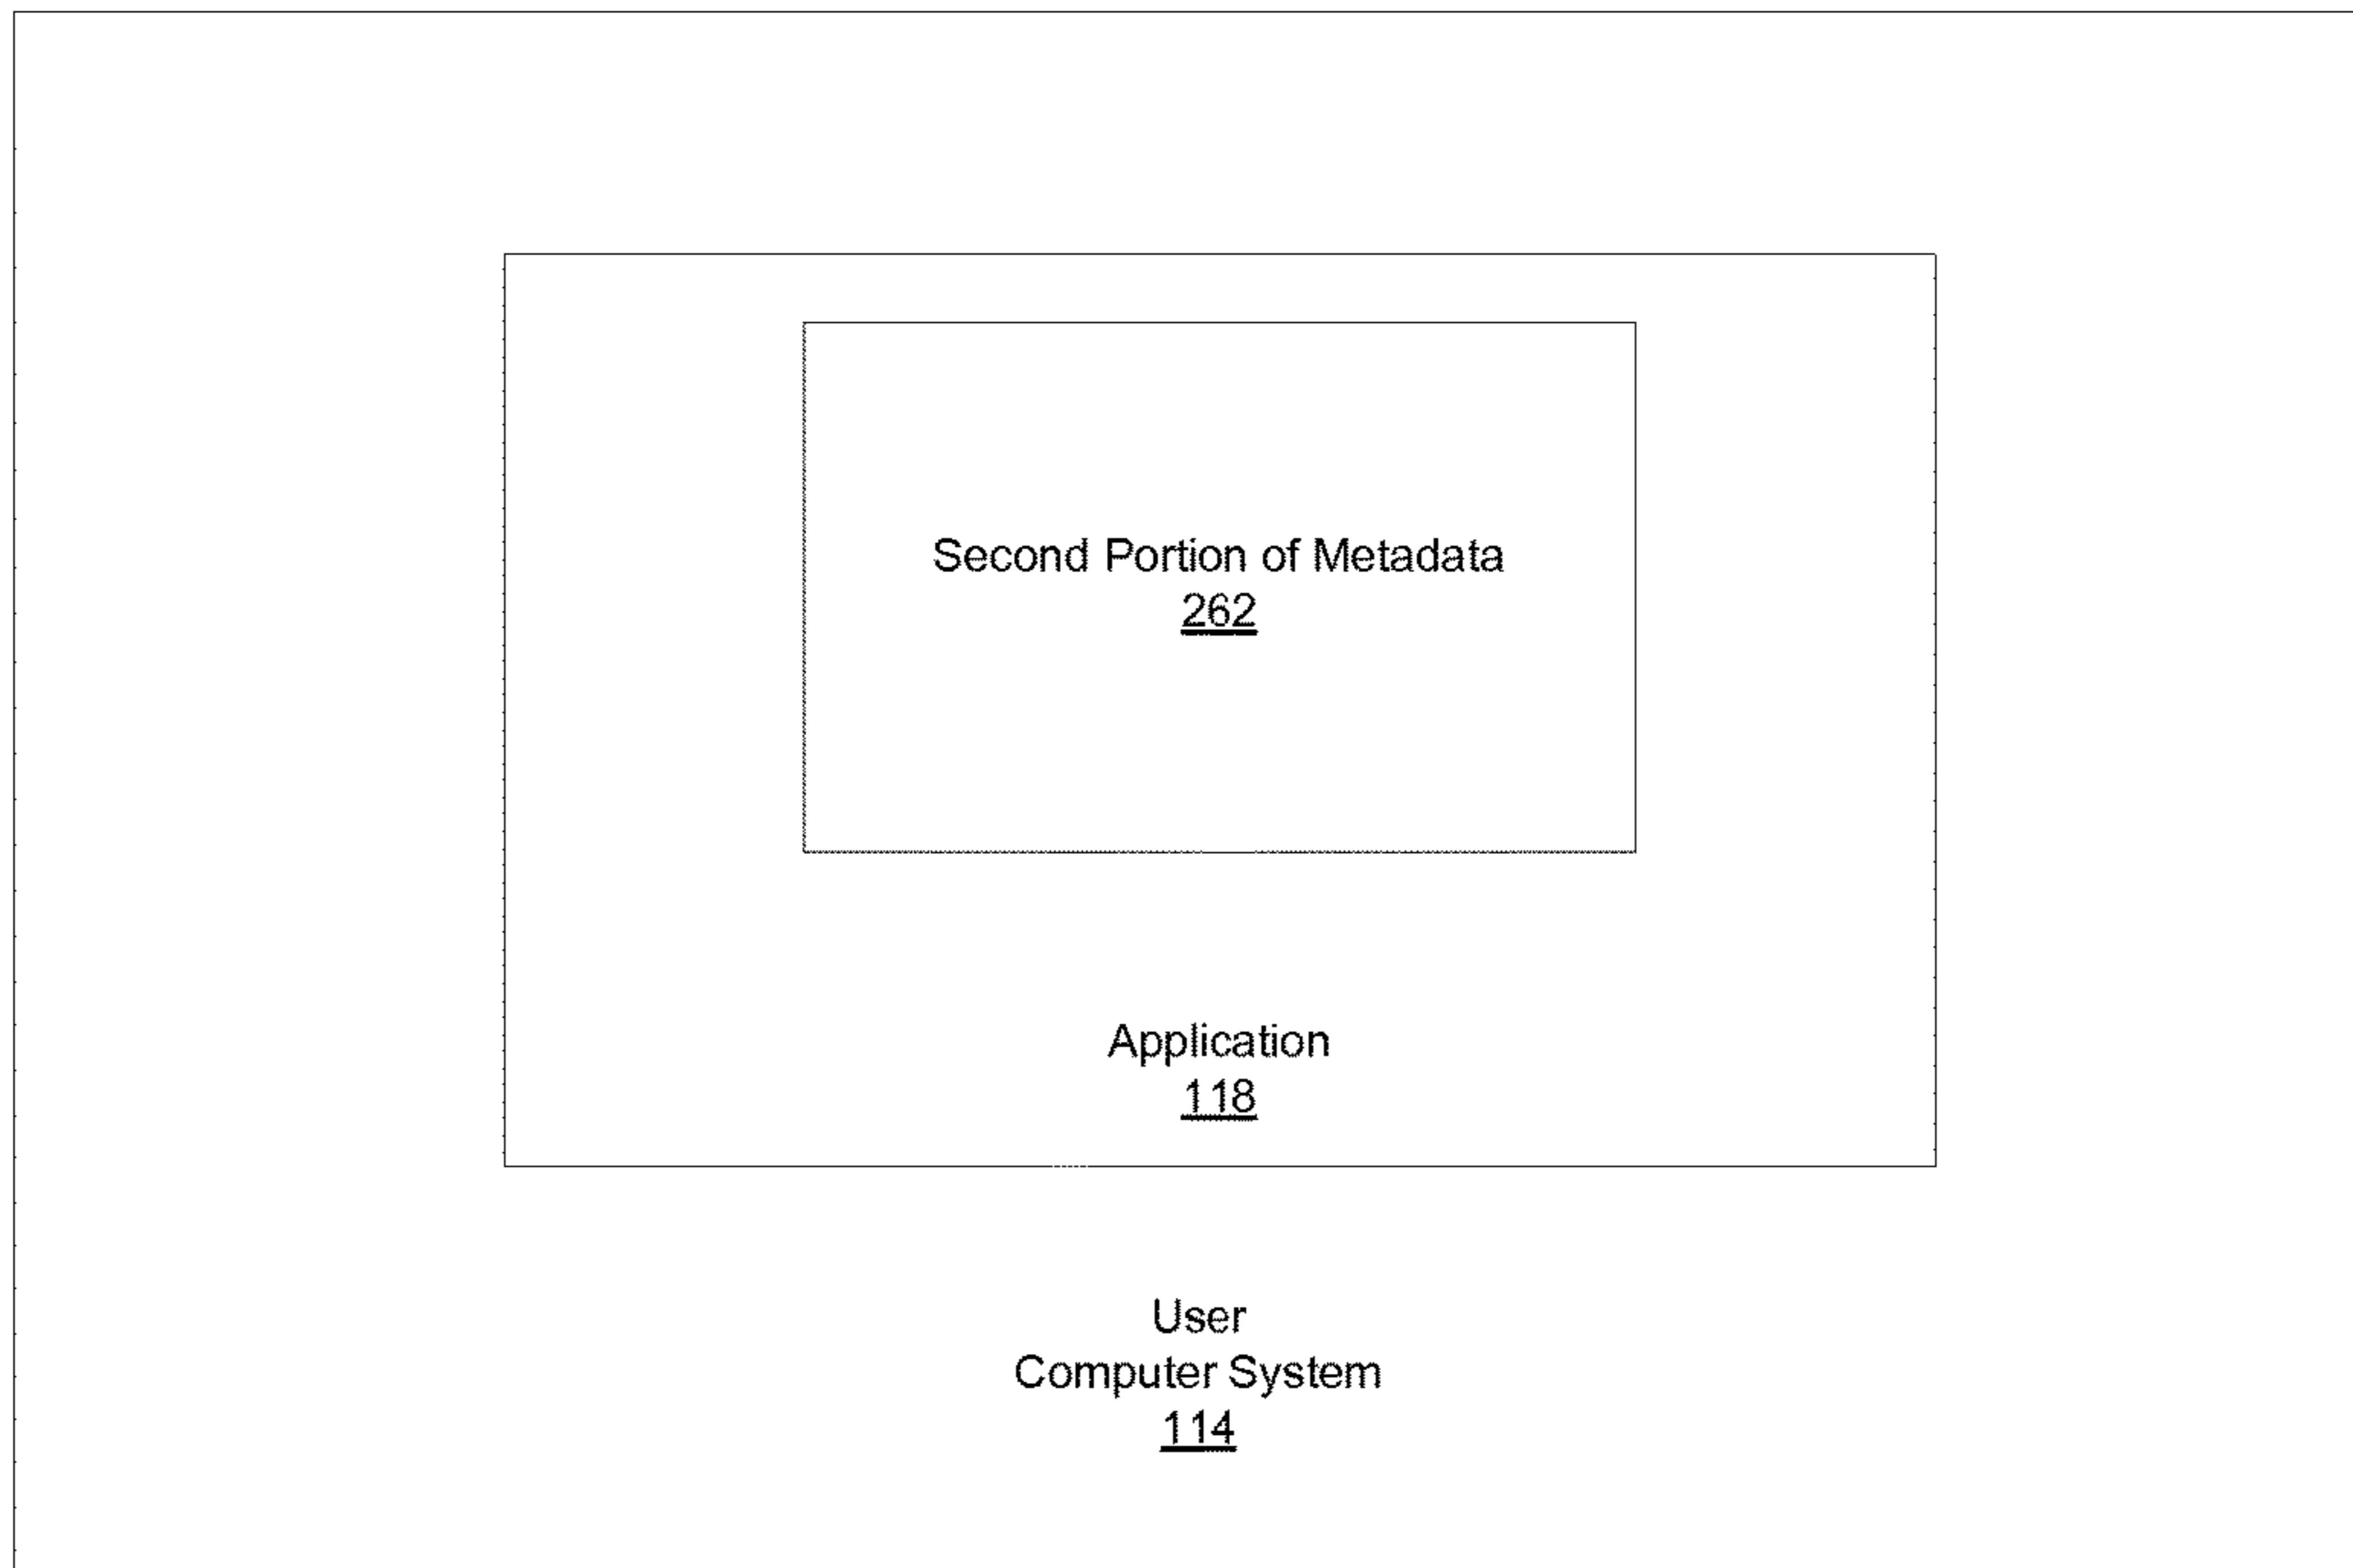 Second Portion of Metadata
262
Application
118
User
Computer System
114